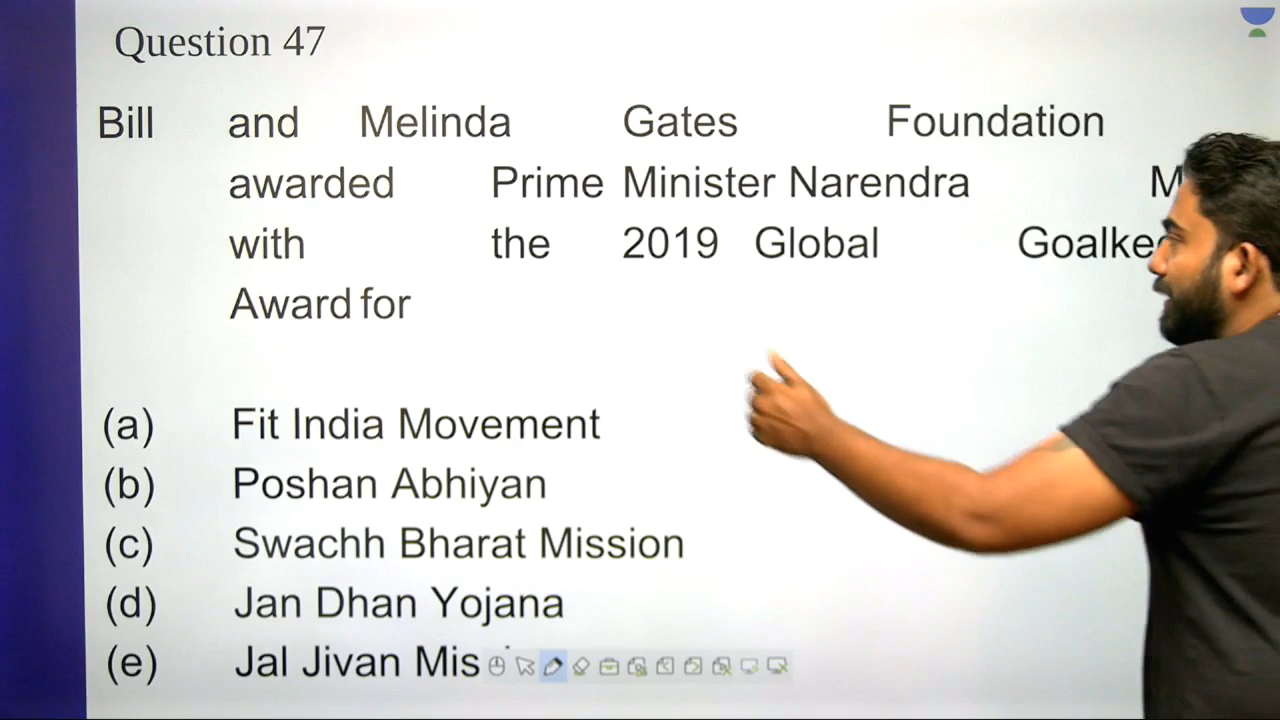 Question 47
Bill and Melinda Gates Foundation
awarded Prime Minister Narendra
with the 2019 Global
Award for
(a) Fit India Movement
(b) Poshan Abhiyan
(c) Swachh Bharat Mission
(d) Jan Dhan Yojana
(e) Jal Jivan